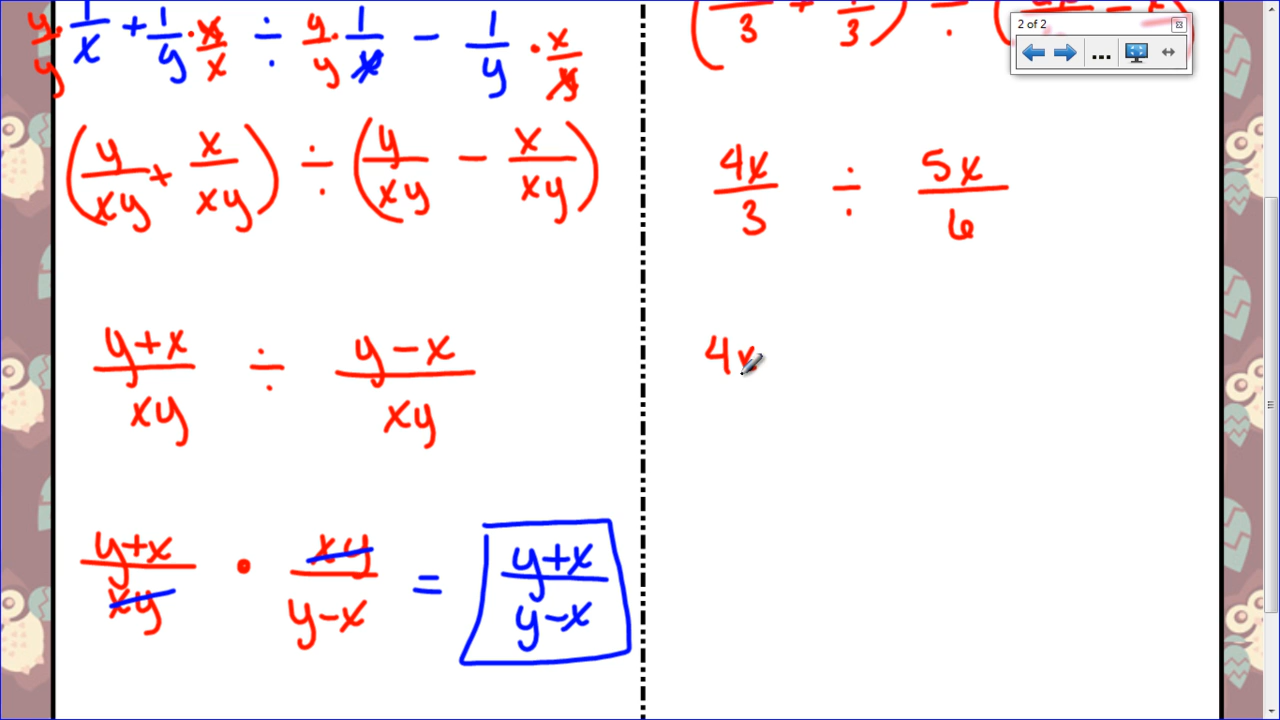 y/y · 1/x + 1/y · x/x ÷ y/y · 1/x − 1/y · x/x
(y/xy + x/xy) ÷ (y/xy − x/xy)
y+x/xy ÷ y−x/xy
y+x/xy · xy/y−x = y+x/y−x
2 of 2
...
4x/3 ÷ 5x/6
4x